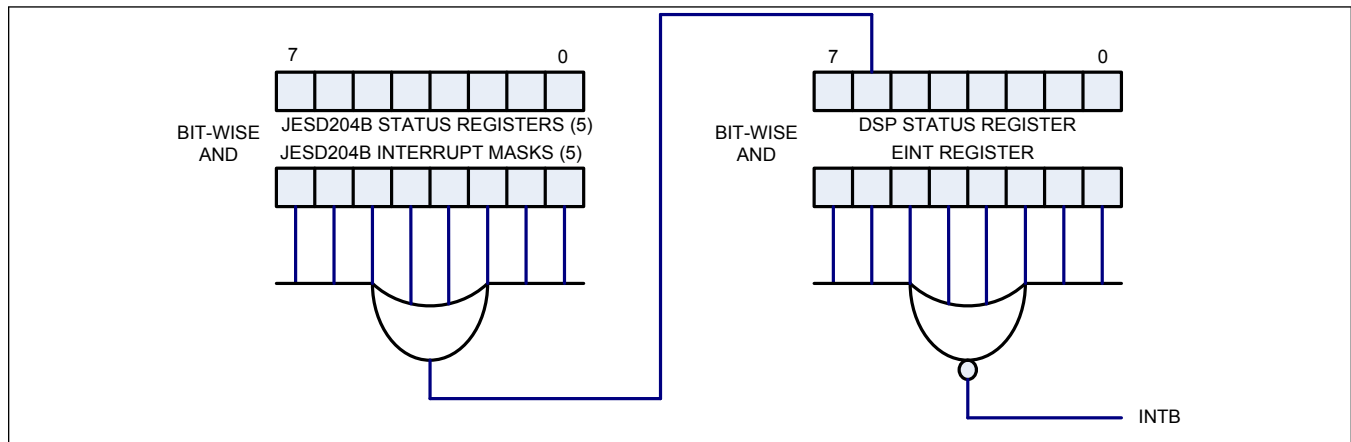 7 0
BIT-WISE
AND
JESD204B STATUS REGISTERS (5)
JESD204B INTERRUPT MASKS (5)
7 0
BIT-WISE
AND
DSP STATUS REGISTER
EINT REGISTER
INTB